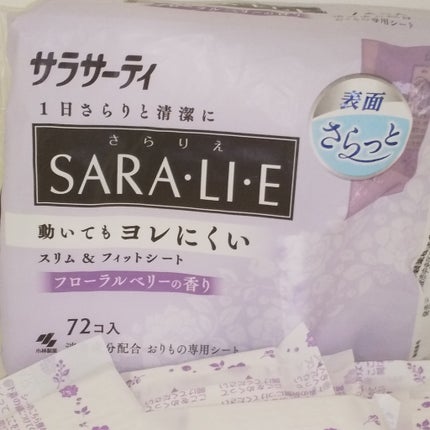 サラサーティ
1日さらりと清潔に
さらりえ
SARA・LI・E
表面
さらっと
動いてもヨレにくい
スリム & フィットシート
フローラルベリーの香り
72コ入
小林製薬
分配合 おりもの専用シート